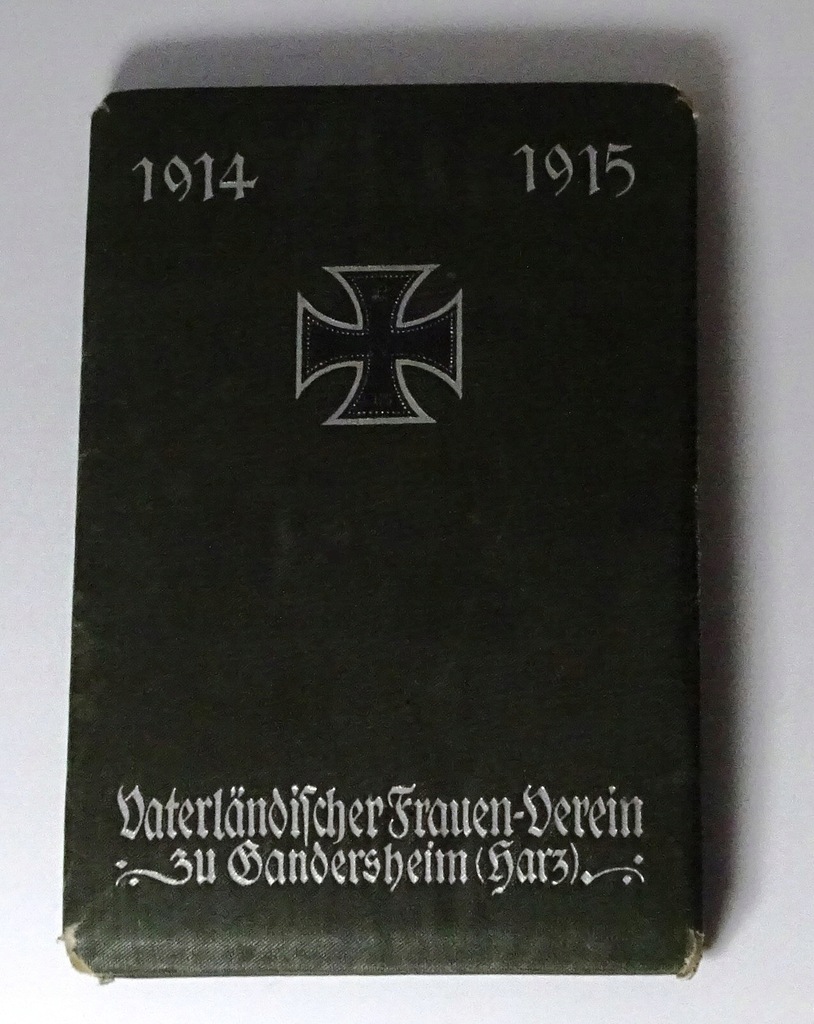 1914 1915
Vaterländiſcher Frauen-Verein
zu Gandersheim (Harz).